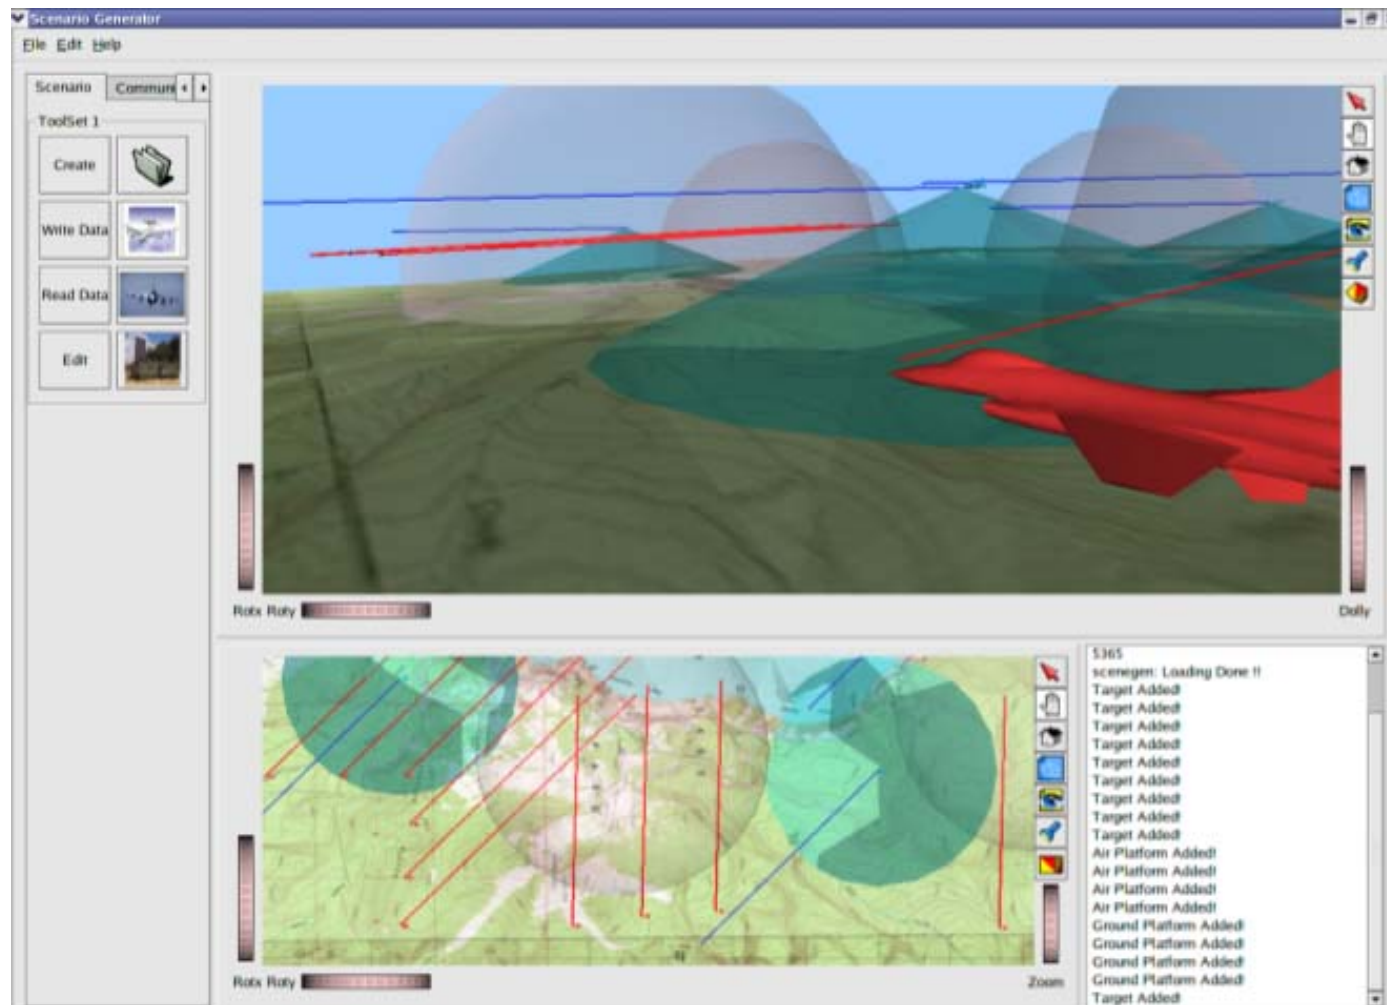 Scenario Generator
File Edit Help
Scenario Communi
ToolSet 1
Create
Write Data
Read Data
Edit
Rotx Roty
Dolly
Rotx Roty
Zoom
5365
scenegen: Loading Done !!
Target Added!
Target Added!
Target Added!
Target Added!
Target Added!
Target Added!
Target Added!
Target Added!
Target Added!
Air Platform Added!
Air Platform Added!
Air Platform Added!
Air Platform Added!
Ground Platform Added!
Ground Platform Added!
Ground Platform Added!
Ground Platform Added!
Target Added!